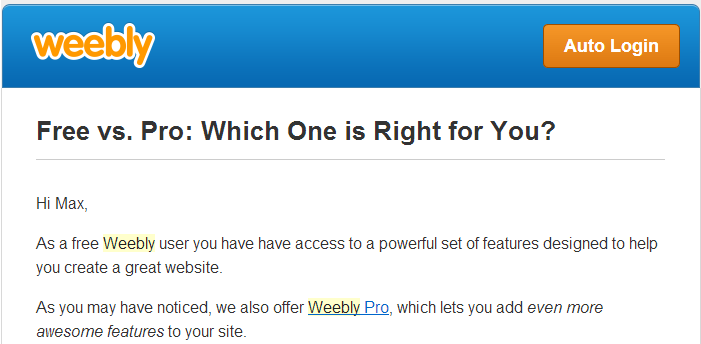 weebly
Auto Login
Free vs. Pro: Which One is Right for You?
Hi Max,
As a free Weebly user you have have access to a powerful set of features designed to help
you create a great website.
As you may have noticed, we also offer Weebly Pro, which lets you add even more
awesome features to your site.